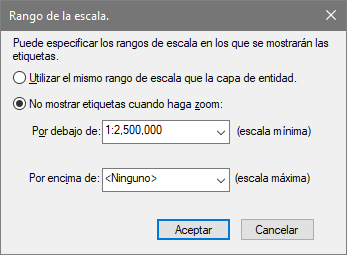 Rango de la escala.
Puede especificar los rangos de escala en los que se mostrarán las
etiquetas.
Utilizar el mismo rango de escala que la capa de entidad.
No mostrar etiquetas cuando haga zoom:
Por debajo de: 1:2,500,000 (escala mínima)
Por encima de: <Ninguno> (escala máxima)
Aceptar Cancelar